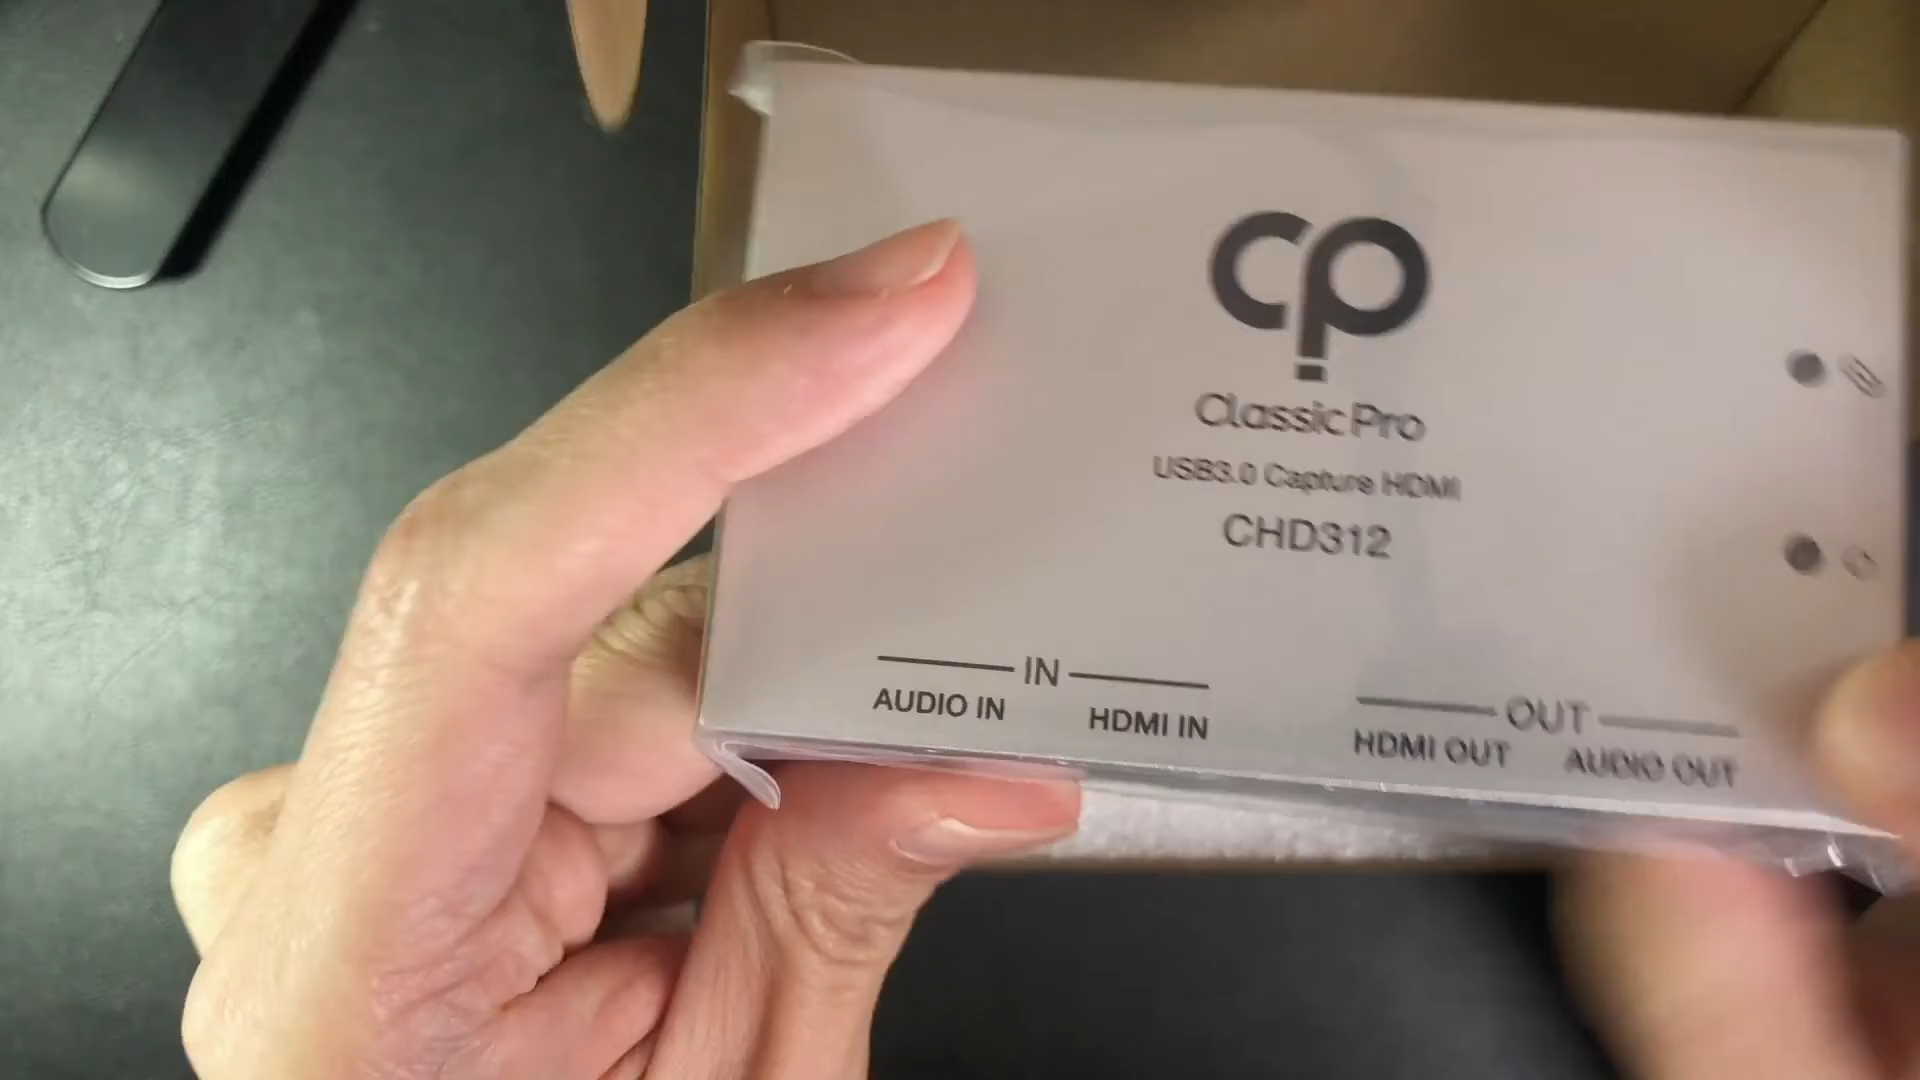 cp
ClassicPro
USB3.0 Capture HDMI
CHD312
IN
AUDIO IN
HDMI IN
OUT
HDMI OUT
AUDIO OUT